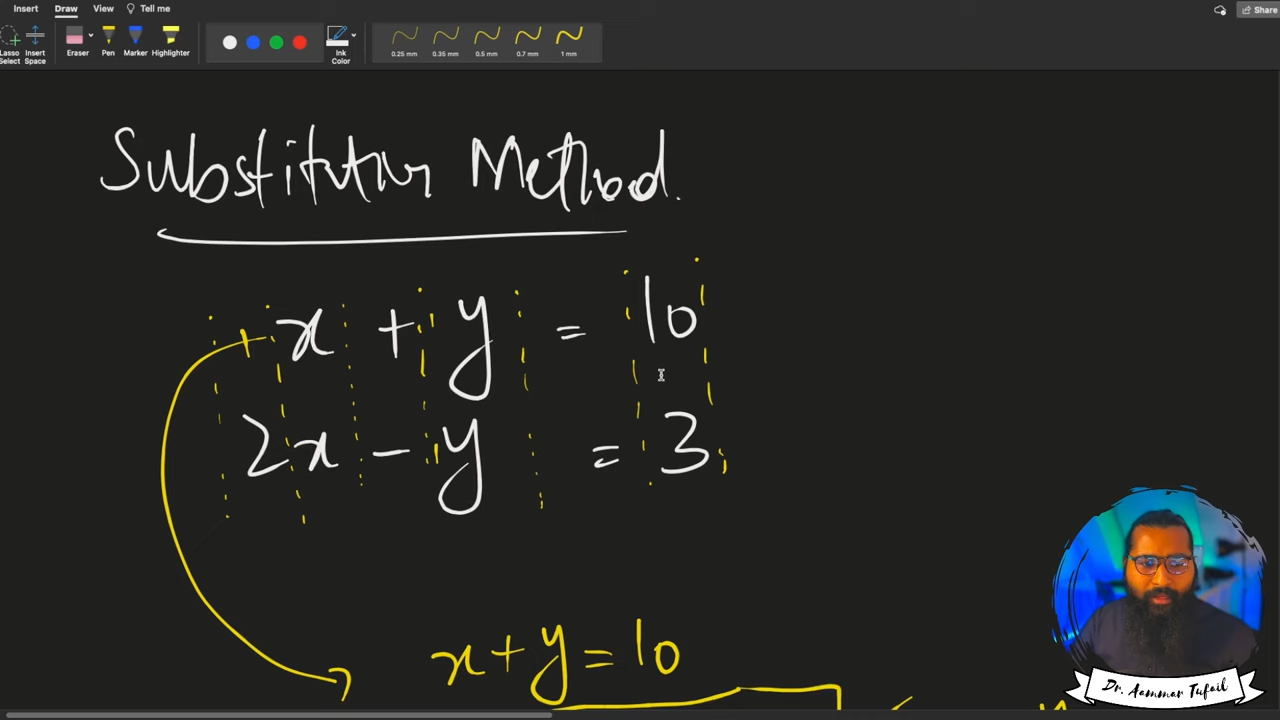 Insert Draw View Tell me
Share
Lasso Select
Insert Space
Eraser
Pen
Marker
Highlighter
Ink Color
0.25 mm
0.35 mm
0.5 mm
0.7 mm
1 mm
Substitution Method.
+x + y = 10
2x - y = 3
x+y=10
Dr. Aammar Tufail